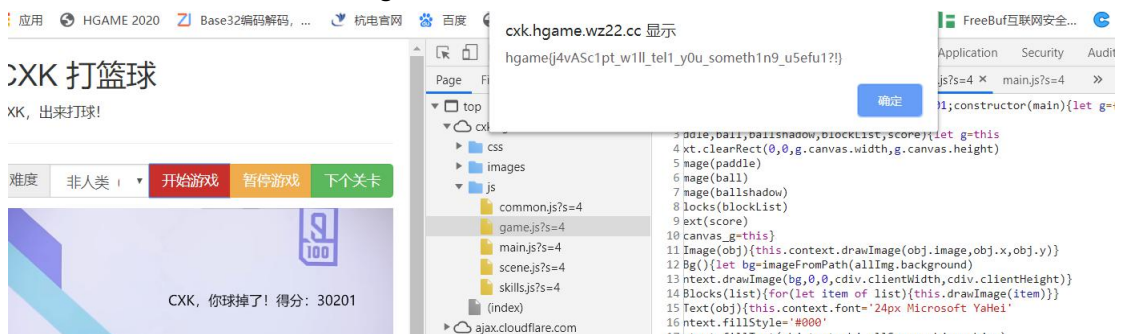 应用 HGAME 2020 Base32编码解码，... 杭电官网 百度 FreeBuf互联网安全...
cxk.hgame.wz22.cc 显示
hgame{j4vASc1pt_w1ll_tel1_y0u_someth1n9_u5efu1?!}
确定
CXK 打篮球
XK，出来打球！
难度 非人类 开始游戏 暂停游戏 下个关卡
CXK，你球掉了！得分：30201
100
Application Security Audit
Page
js?s=4 × main.js?s=4 »
top
css
images
js
common.js?s=4
game.js?s=4
main.js?s=4
scene.js?s=4
skills.js?s=4
(index)
ajax.cloudflare.com
;constructor(main){let g=
3 ddle,ball,ballshadow,blockList,score){let g=this
4 xt.clearRect(0,0,g.canvas.width,g.canvas.height)
5 mage(paddle)
6 mage(ball)
7 mage(ballshadow)
8 locks(blockList)
9 ext(score)
10 canvas_g=this}
11 Image(obj){this.context.drawImage(obj.image,obj.x,obj.y)}
12 Bg(){let bg=imageFromPath(allImg.background)
13 ntext.drawImage(bg,0,0,cdiv.clientWidth,cdiv.clientHeight)}
14 Blocks(list){for(let item of list){this.drawImage(item)}}
15 Text(obj){this.context.font='24px Microsoft YaHei'
16 ntext.fillStyle='#000'